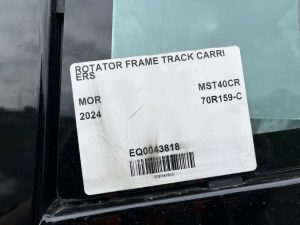 ROTATOR FRAME TRACK CARRI
ERS
MOR MST40CR
2024 70R159-C
EQ0043818